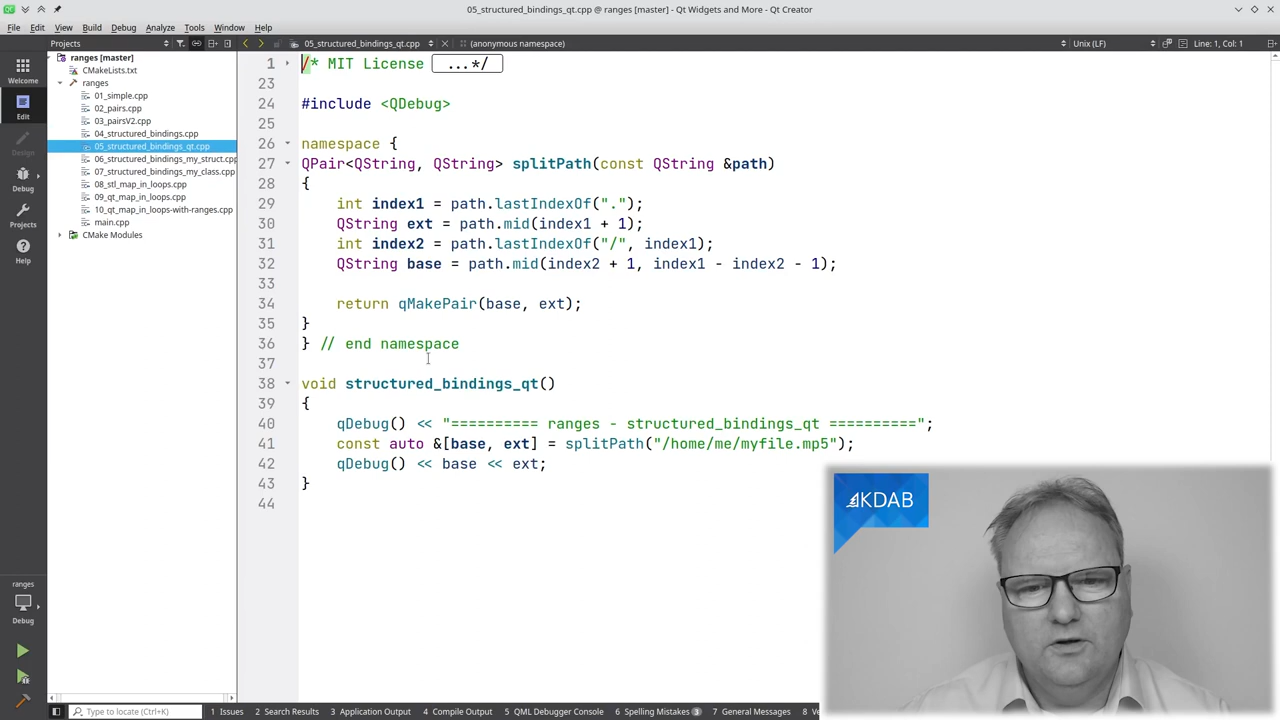 05_structured_bindings_qt.cpp @ ranges [master] - Qt Widgets and More - Qt Creator
File Edit View Build Debug Analyze Tools Window Help
Projects
05_structured_bindings_qt.cpp
(anonymous namespace)
Unix (LF)
Line: 1, Col: 1
Welcome
Edit
Design
Debug
Projects
Help
ranges
Debug
ranges [master]
CMakeLists.txt
ranges
01_simple.cpp
02_pairs.cpp
03_pairsV2.cpp
04_structured_bindings.cpp
05_structured_bindings_qt.cpp
06_structured_bindings_my_struct.cpp
07_structured_bindings_my_class.cpp
08_stl_map_in_loops.cpp
09_qt_map_in_loops.cpp
10_qt_map_in_loops-with-ranges.cpp
main.cpp
CMake Modules
1 /* MIT License ...*/
23
24 #include <QDebug>
25
26 namespace {
27 QPair<QString, QString> splitPath(const QString &path)
28 {
29 int index1 = path.lastIndexOf(".");
30 QString ext = path.mid(index1 + 1);
31 int index2 = path.lastIndexOf("/", index1);
32 QString base = path.mid(index2 + 1, index1 - index2 - 1);
33
34 return qMakePair(base, ext);
35 }
36 } // end namespace
37
38 void structured_bindings_qt()
39 {
40 qDebug() << "========== ranges - structured_bindings_qt ==========";
41 const auto &[base, ext] = splitPath("/home/me/myfile.mp5");
42 qDebug() << base << ext;
43 }
44
KDAB
Type to locate (Ctrl+K)
1 Issues 2 Search Results 3 Application Output 4 Compile Output 5 QML Debugger Console 6 Spelling Mistakes 3 7 General Messages 8